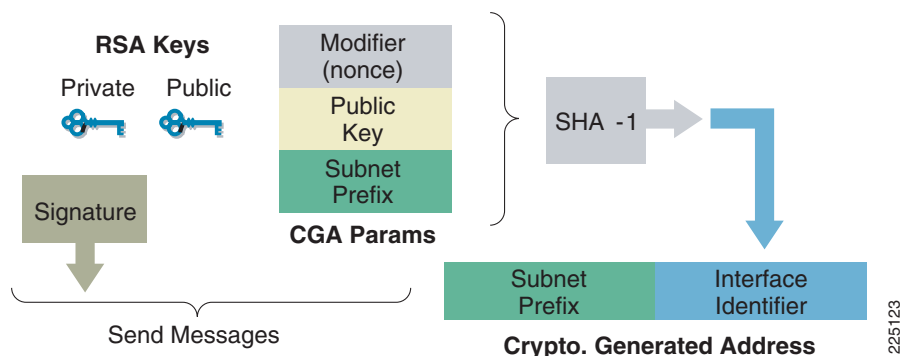 RSA Keys
Private Public
Signature
Modifier
(nonce)
Public
Key
Subnet
Prefix
CGA Params
SHA -1
Subnet
Prefix
Interface
Identifier
Crypto. Generated Address
Send Messages
225123